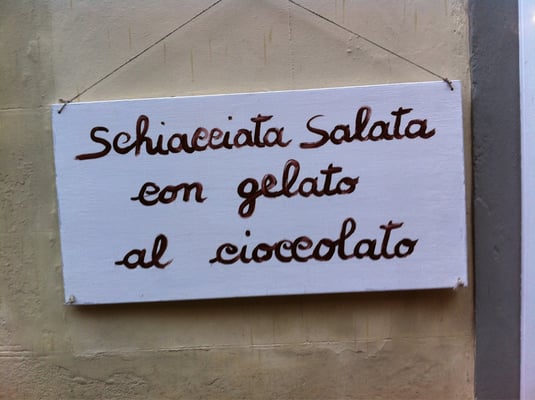 Schiacciata Salata
con gelato
al cioccolato